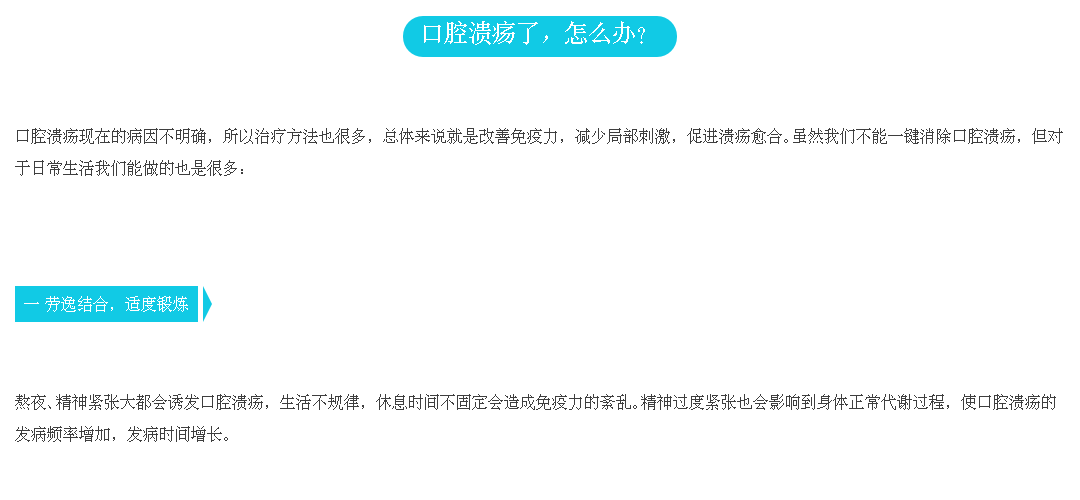 口腔溃疡了，怎么办？
口腔溃疡现在的病因不明确，所以治疗方法也很多，总体来说就是改善免疫力，减少局部刺激，促进溃疡愈合。虽然我们不能一键消除口腔溃疡，但对
于日常生活我们能做的也是很多：
一 劳逸结合，适度锻炼
熬夜、精神紧张大都会诱发口腔溃疡，生活不规律，休息时间不固定会造成免疫力的紊乱。精神过度紧张也会影响到身体正常代谢过程，使口腔溃疡的
发病频率增加，发病时间增长。